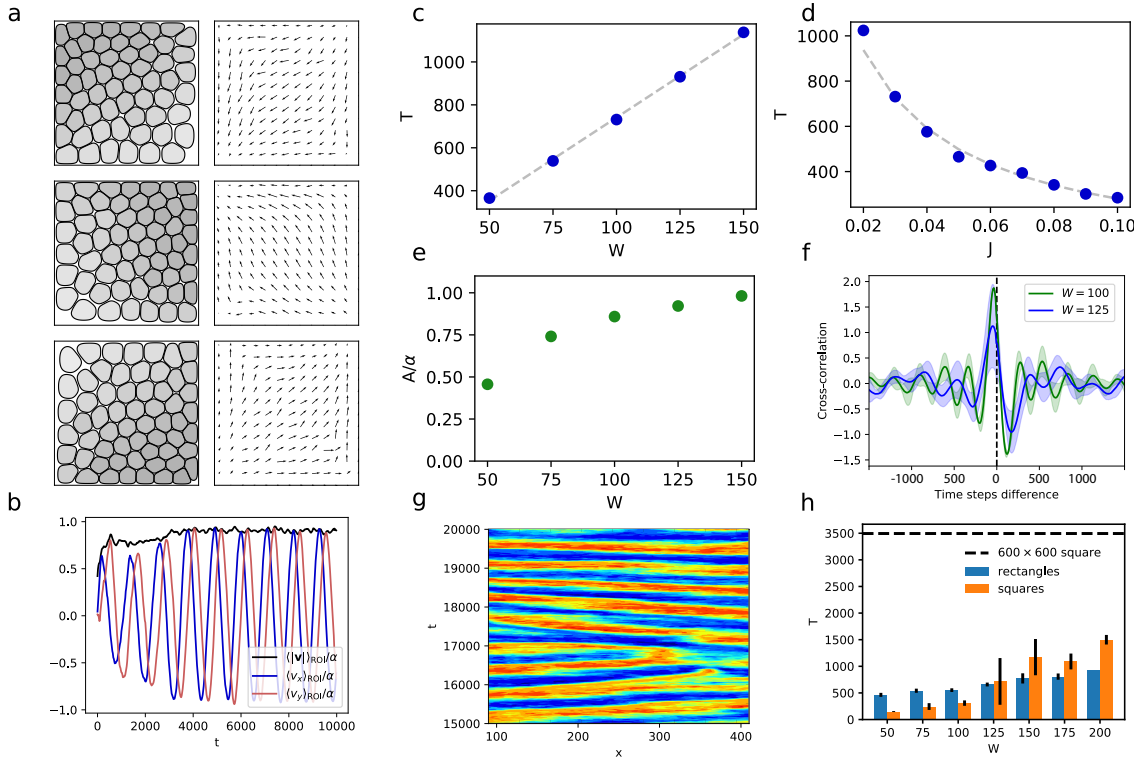 a
b
1.0
0.5
0.0
−0.5
−1.0
0
2000
4000
6000
8000
10000
t
⟨|v|⟩ROI/α
⟨vx⟩ROI/α
⟨vy⟩ROI/α
c
1000
800
600
400
T
50
75
100
125
150
W
d
1000
800
600
400
T
0.02
0.04
0.06
0.08
0.10
J
e
1.00
0.75
0.50
0.25
0.00
A/α
50
75
100
125
150
W
f
2.0
1.5
1.0
0.5
0.0
−0.5
−1.0
−1.5
Cross-correlation
W = 100
W = 125
-1000
-500
0
500
1000
Time steps difference
g
20000
19000
18000
17000
16000
15000
t
100
200
300
400
x
h
3500
3000
2500
2000
1500
1000
500
0
T
600 × 600 square
rectangles
squares
50
75
100
125
155
175
200
W